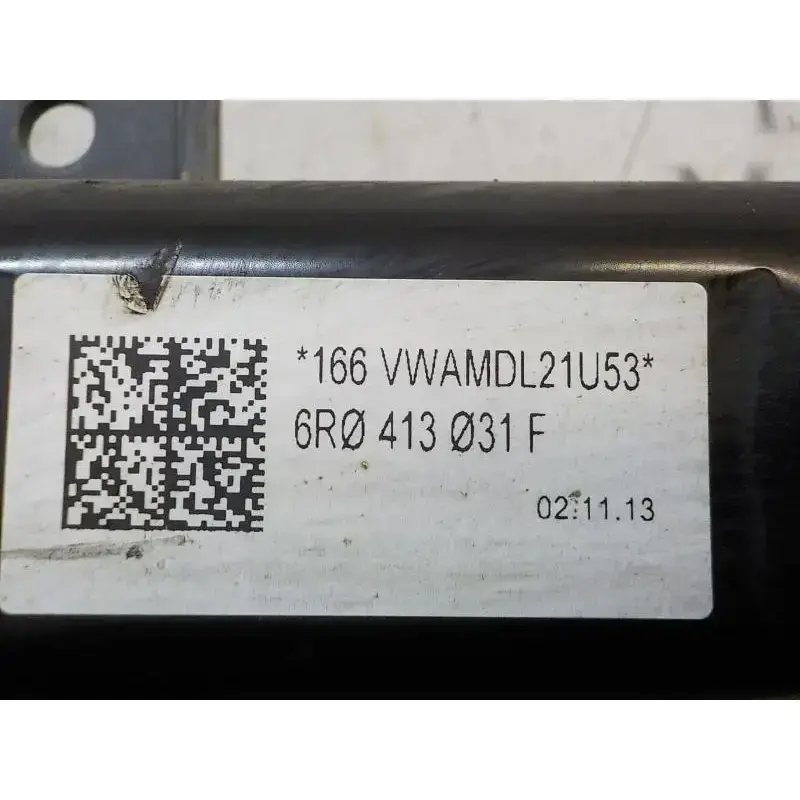 *166 VWAMDL21U53*
6RØ 413 Ø31 F
02.11.13